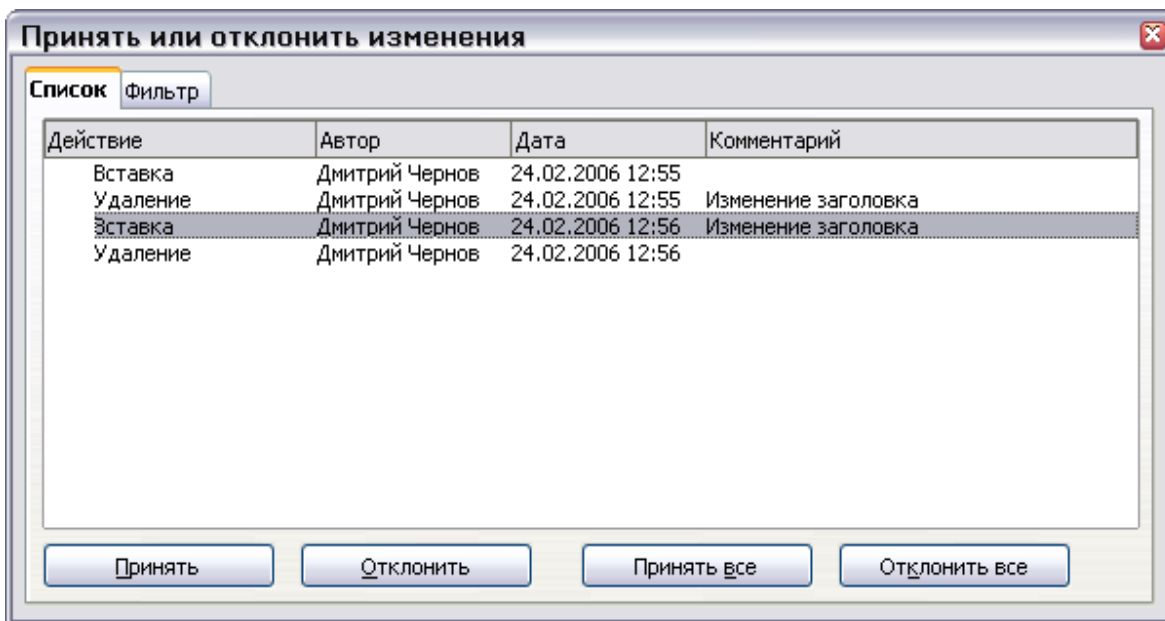 Принять или отклонить изменения
Список Фильтр
Действие Автор Дата Комментарий
Вставка Дмитрий Чернов 24.02.2006 12:55
Удаление Дмитрий Чернов 24.02.2006 12:55 Изменение заголовка
Вставка Дмитрий Чернов 24.02.2006 12:56 Изменение заголовка
Удаление Дмитрий Чернов 24.02.2006 12:56
Принять Отклонить Принять все Отклонить все